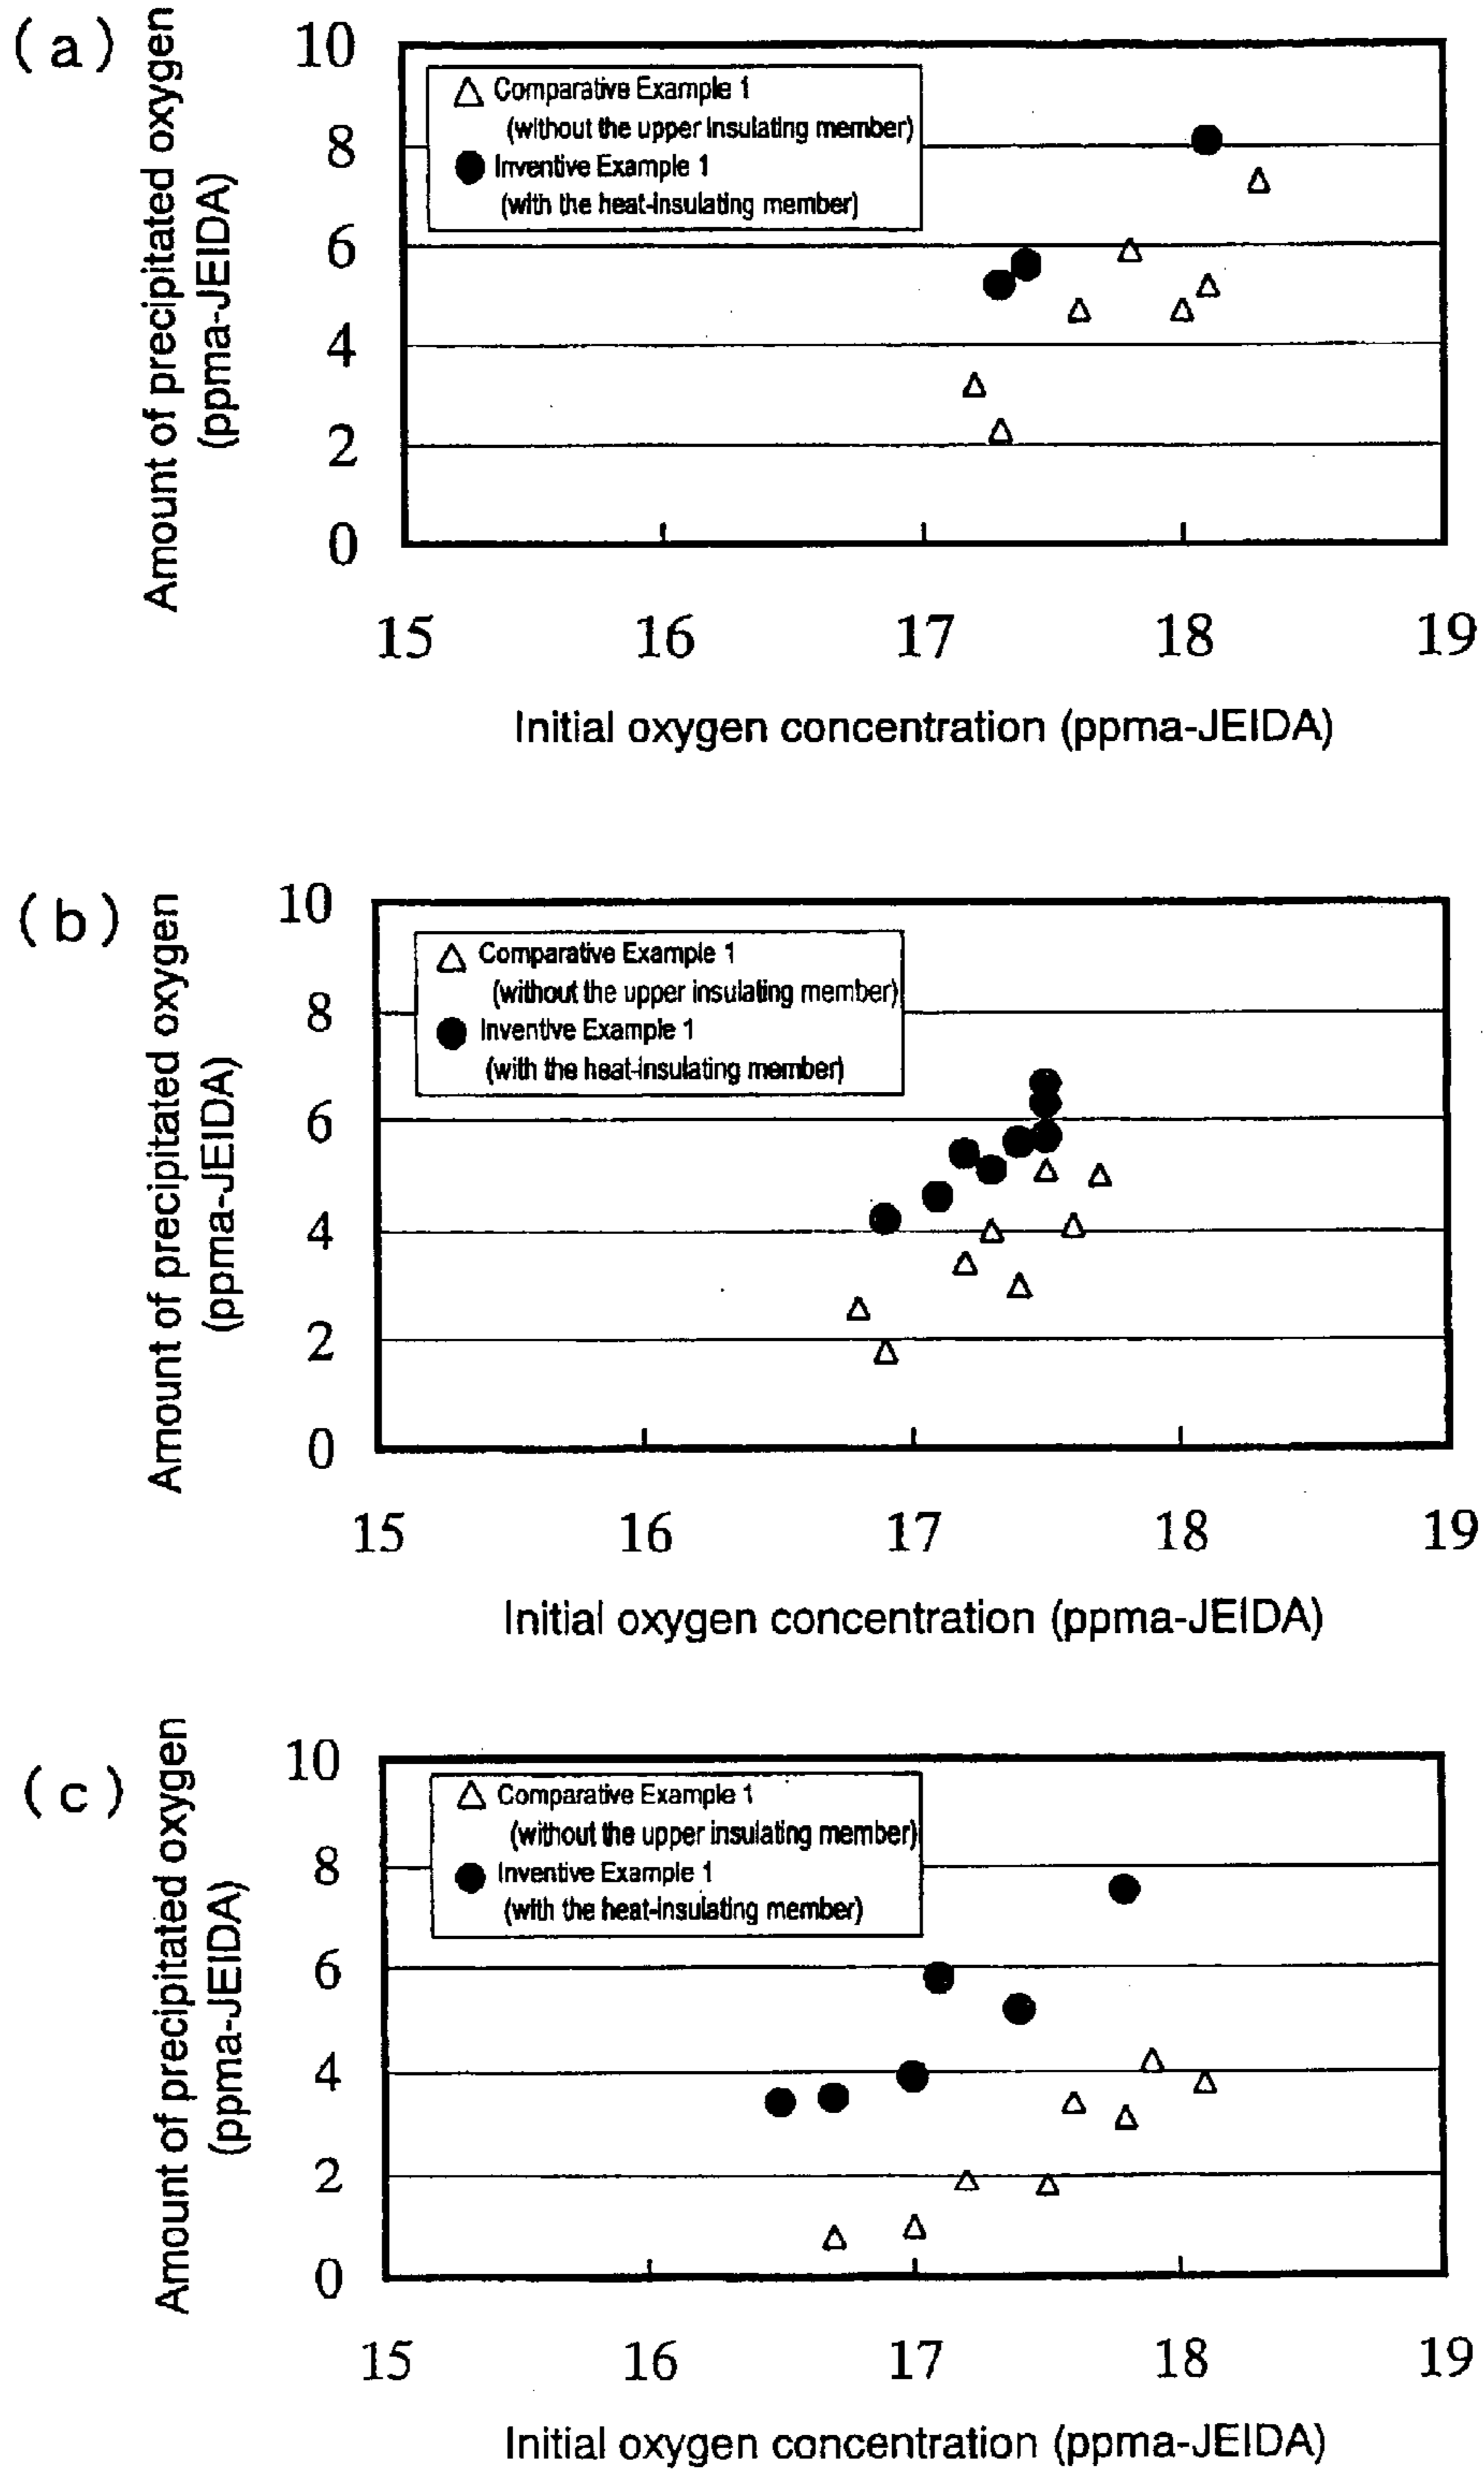 (a)
Amount of precipitated oxygen
(ppma-JEIDA)
10
8
6
4
2
0
△ Comparative Example 1
(without the upper insulating member)
● Inventive Example 1
(with the heat-insulating member)
15 16 17 18 19
Initial oxygen concentration (ppma-JEIDA)
(b)
Amount of precipitated oxygen
(ppma-JEIDA)
10
8
6
4
2
0
△ Comparative Example 1
(without the upper insulating member)
● Inventive Example 1
(with the heat-insulating member)
15 16 17 18 19
Initial oxygen concentration (ppma-JEIDA)
(c)
Amount of precipitated oxygen
(ppma-JEIDA)
10
8
6
4
2
0
△ Comparative Example 1
(without the upper insulating member)
● Inventive Example 1
(with the heat-insulating member)
15 16 17 18 19
Initial oxygen concentration (ppma-JEIDA)